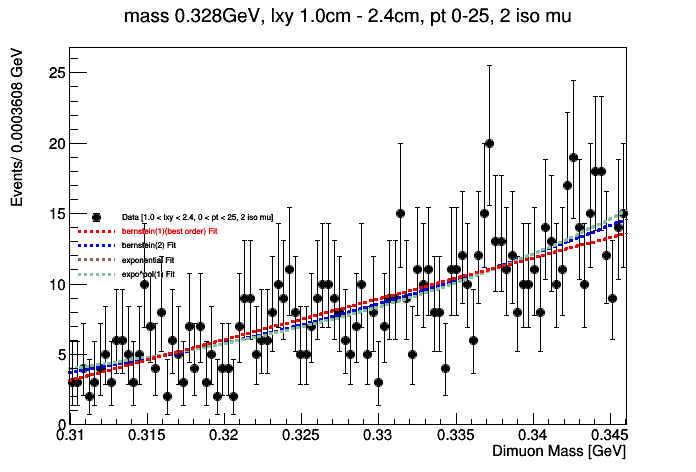 mass 0.328GeV, lxy 1.0cm - 2.4cm, pt 0-25, 2 iso mu
Events/ 0.0003608 GeV
25
20
15
10
5
0
Data [1.0 < lxy < 2.4, 0 < pt < 25, 2 iso mu]
bernstein(1)(best order) Fit
bernstein(2) Fit
exponential Fit
expo*pol(1) Fit
0.31 0.315 0.32 0.325 0.33 0.335 0.34 0.345
Dimuon Mass [GeV]